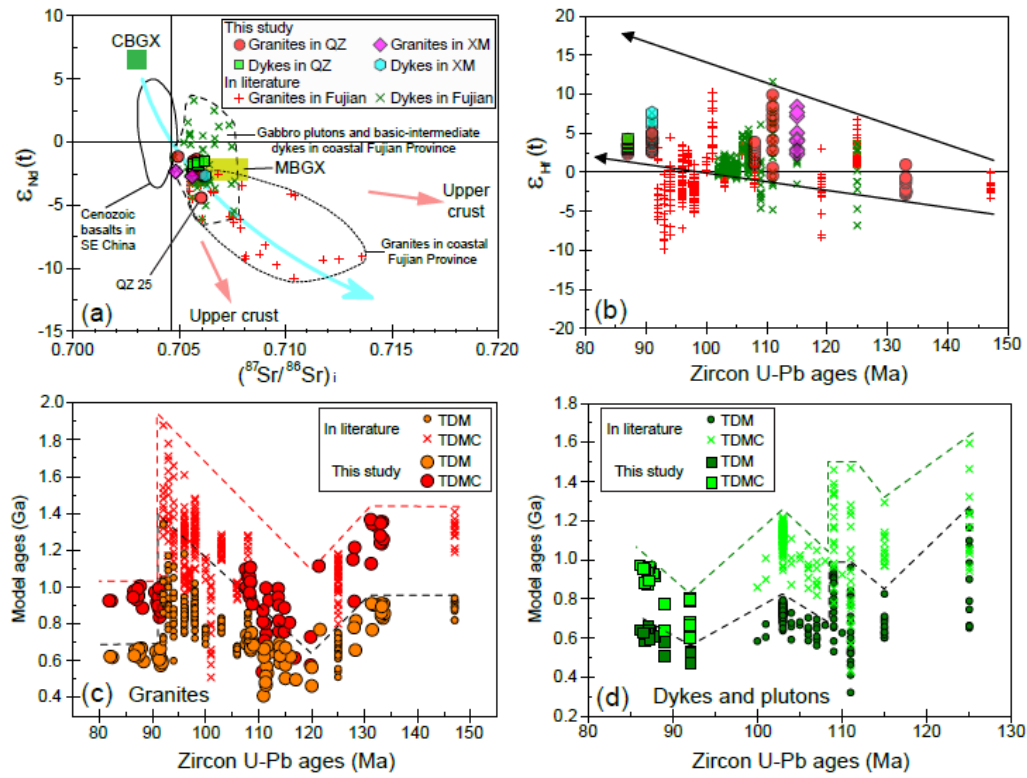 CBGX
This study
Granites in QZ
Granites in XM
Dykes in QZ
Dykes in XM
In literature
Granites in Fujian
Dykes in Fujian
Gabbro plutons and basic-intermediate
dykes in coastal Fujian Province
MBGX
Upper
crust
Cenozoic
basalts in
SE China
Granites in coastal
Fujian Province
QZ 25
Upper crust
(a)
εNd(t)
10
5
0
-5
-10
-15
0.700
0.705
0.710
0.715
0.720
(87Sr/86Sr)i
εHf(t)
20
15
10
5
0
-5
-10
-15
-20
(b)
80
90
100
110
120
130
140
150
Zircon U-Pb ages (Ma)
Model ages (Ga)
2.0
1.8
1.6
1.4
1.2
1.0
0.8
0.6
0.4
In literature
TDM
TDMC
This study
TDM
TDMC
(c)
Granites
80
90
100
110
120
130
140
150
Zircon U-Pb ages (Ma)
Model ages (Ga)
1.8
1.6
1.4
1.2
1.0
0.8
0.6
0.4
0.2
In literature
TDM
TDMC
This study
TDM
TDMC
(d)
Dykes and plutons
90
100
110
120
130
Zircon U-Pb ages (Ma)